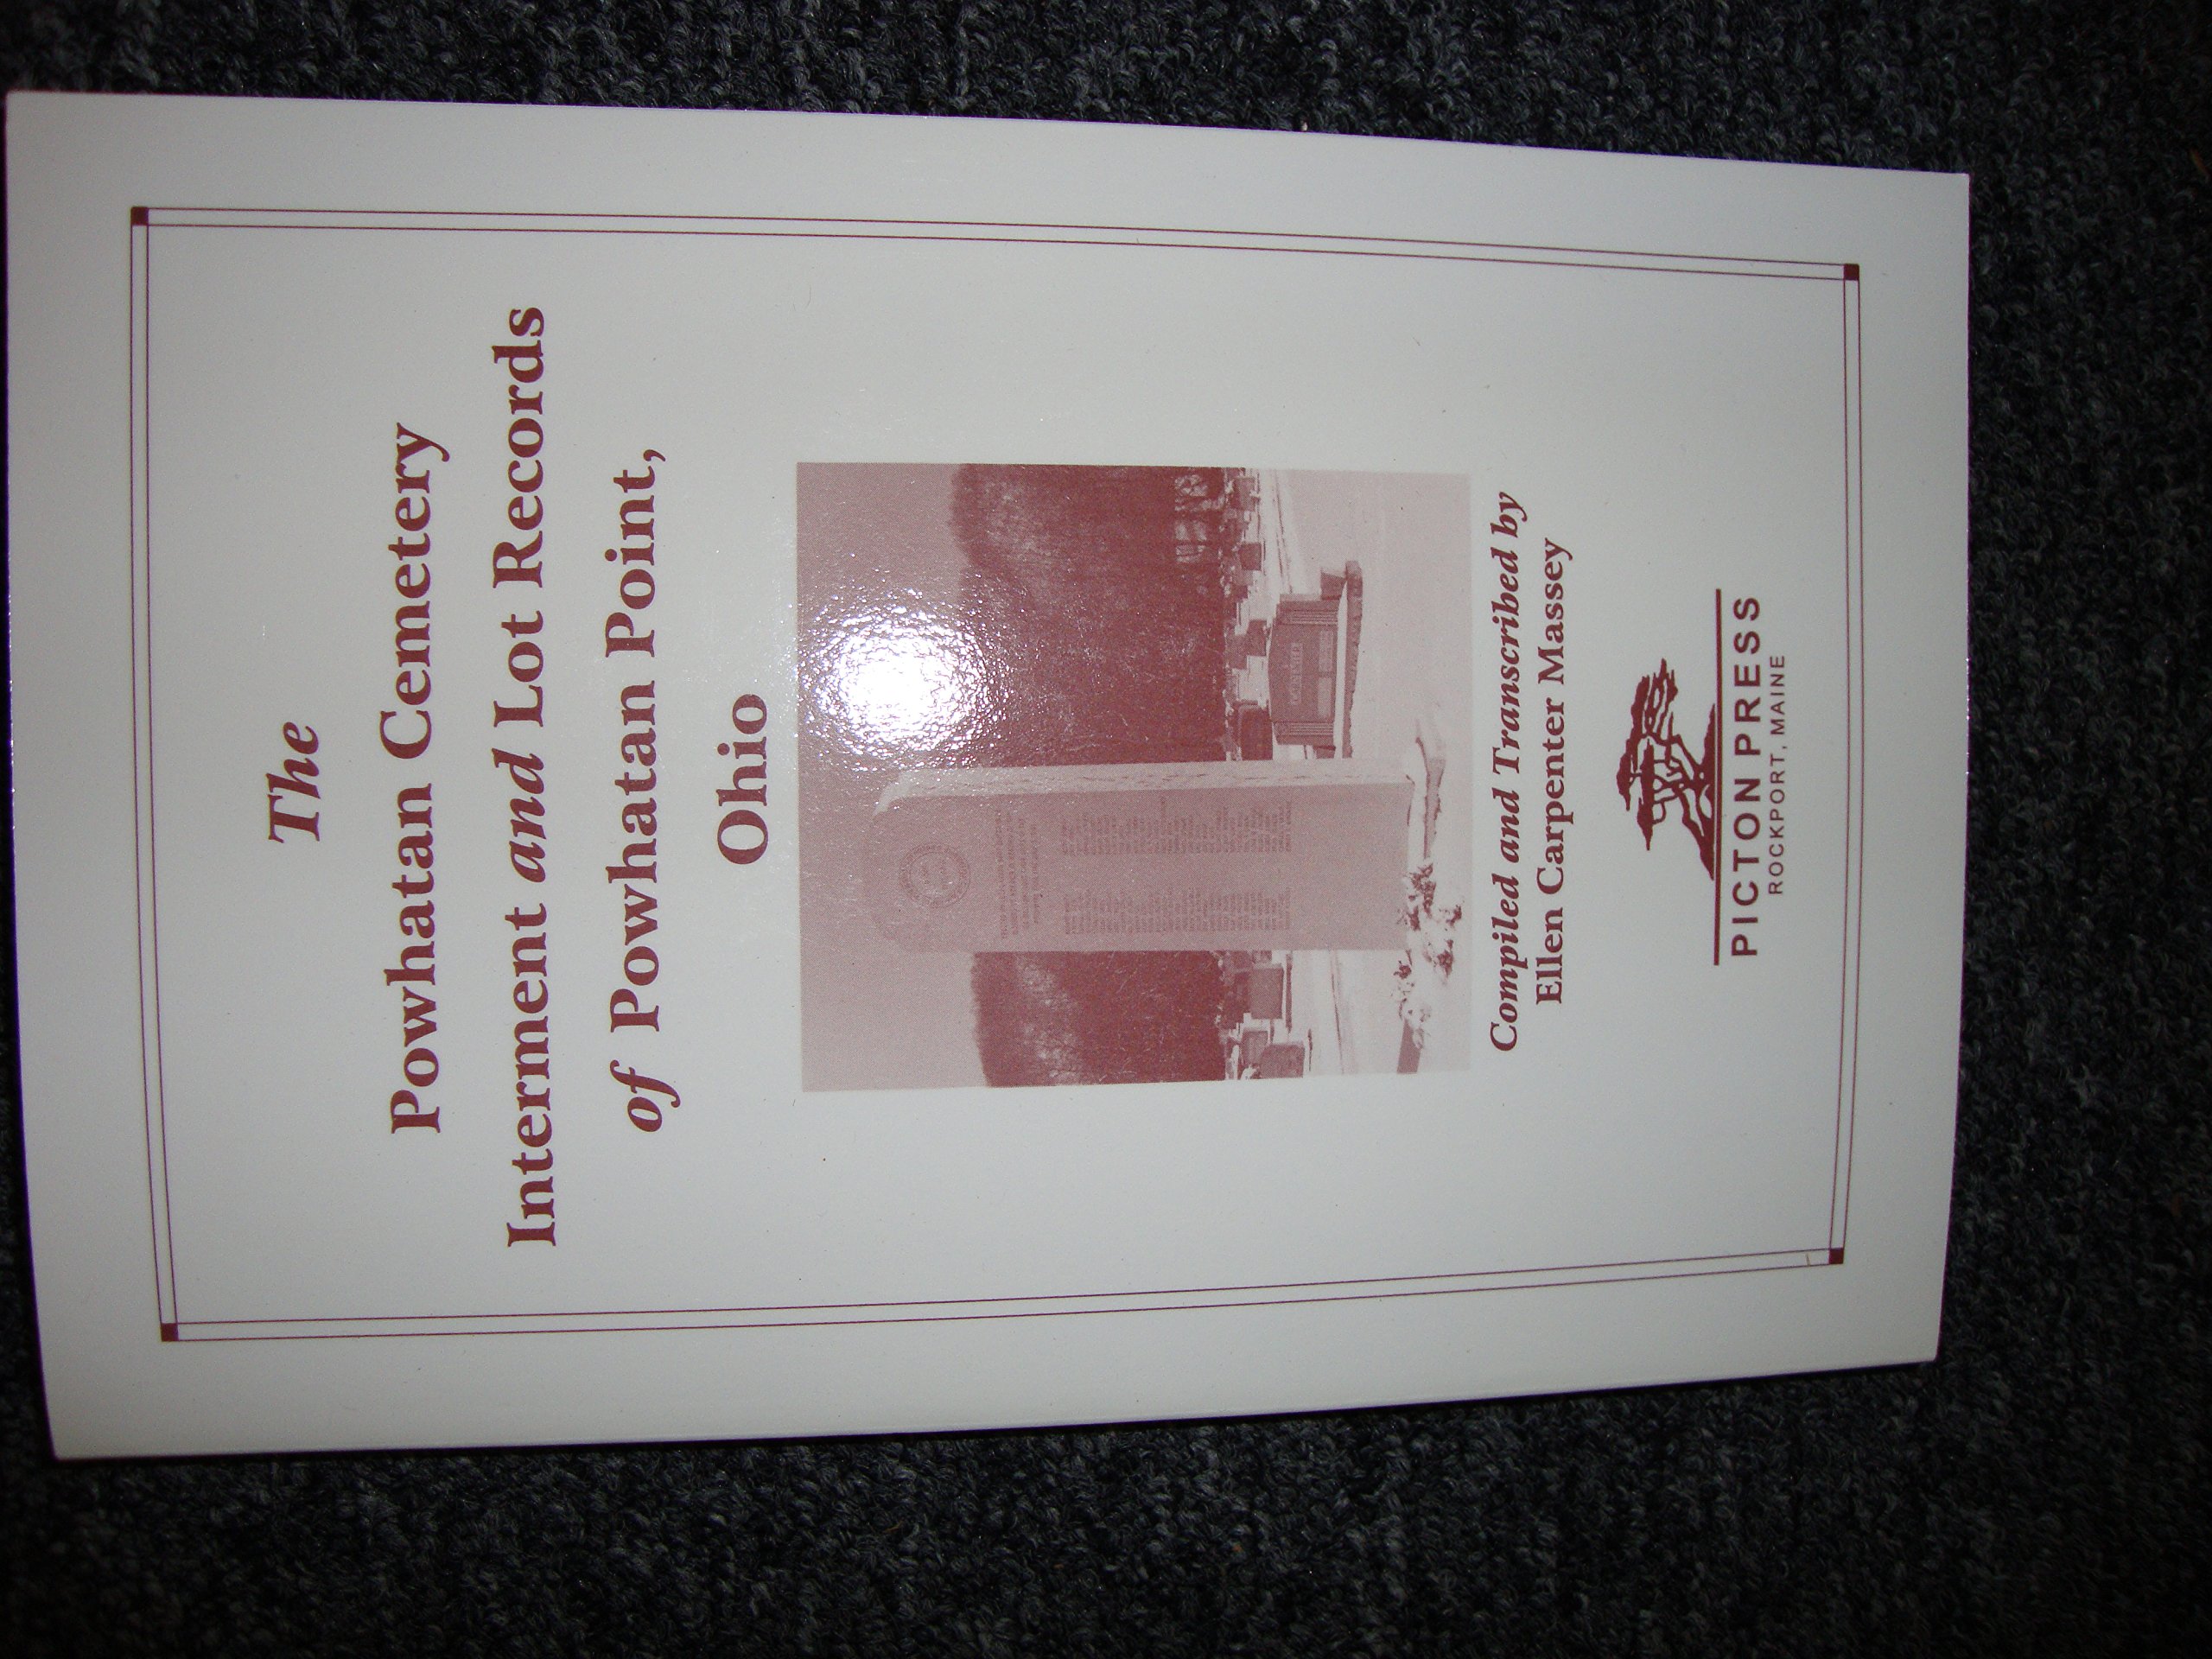 The
Powhatan Cemetery
Interment and Lot Records
of Powhatan Point,
Ohio
CARPENTER
Compiled and Transcribed by
Ellen Carpenter Massey
PICTON PRESS
ROCKPORT, MAINE